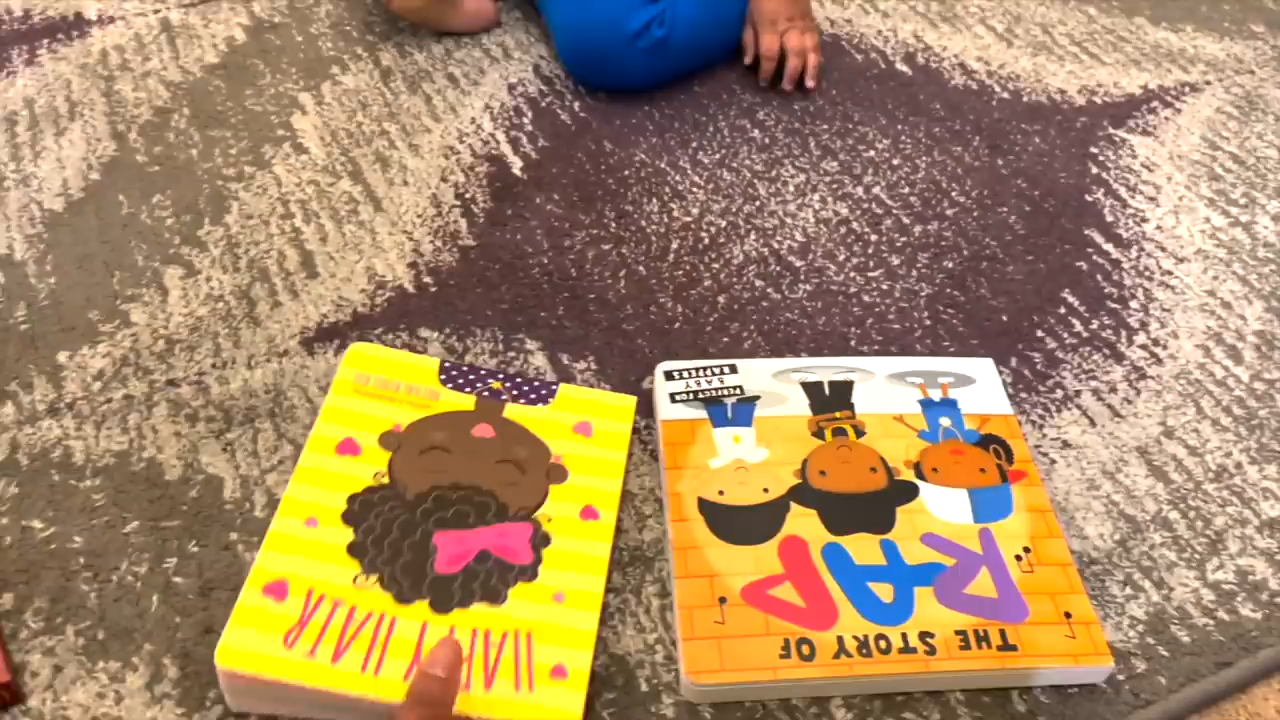 HAPPY HAIR
THE STORY OF
RAP
PERFECT FOR
BABY
RAPPERS